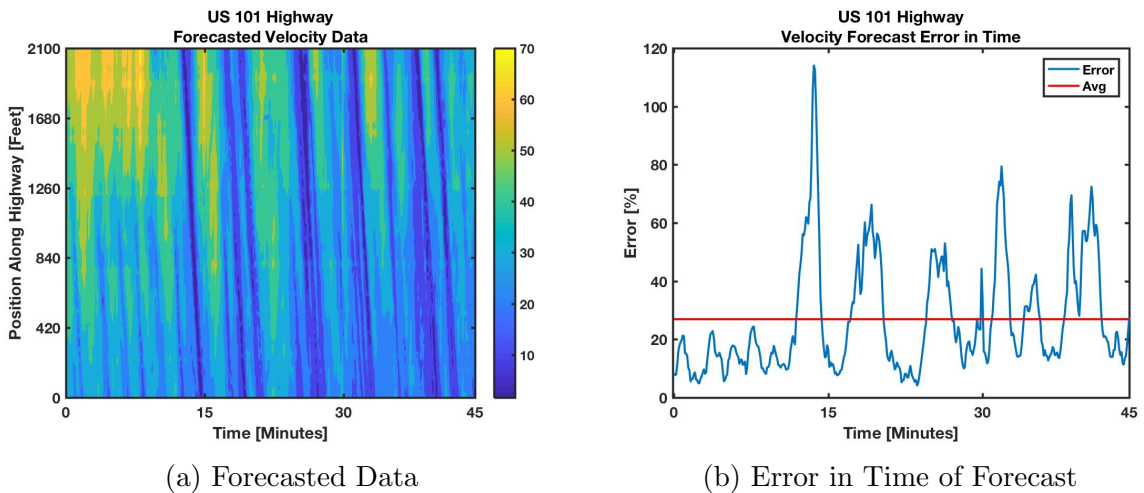 US 101 Highway
Forecasted Velocity Data
2100
1680
1260
840
420
0
Position Along Highway [Feet]
0 15 30 45
Time [Minutes]
70
60
50
40
30
20
10
(a) Forecasted Data
US 101 Highway
Velocity Forecast Error in Time
120
100
80
60
40
20
0
Error [%]
Error
Avg
0 15 30 45
Time [Minutes]
(b) Error in Time of Forecast